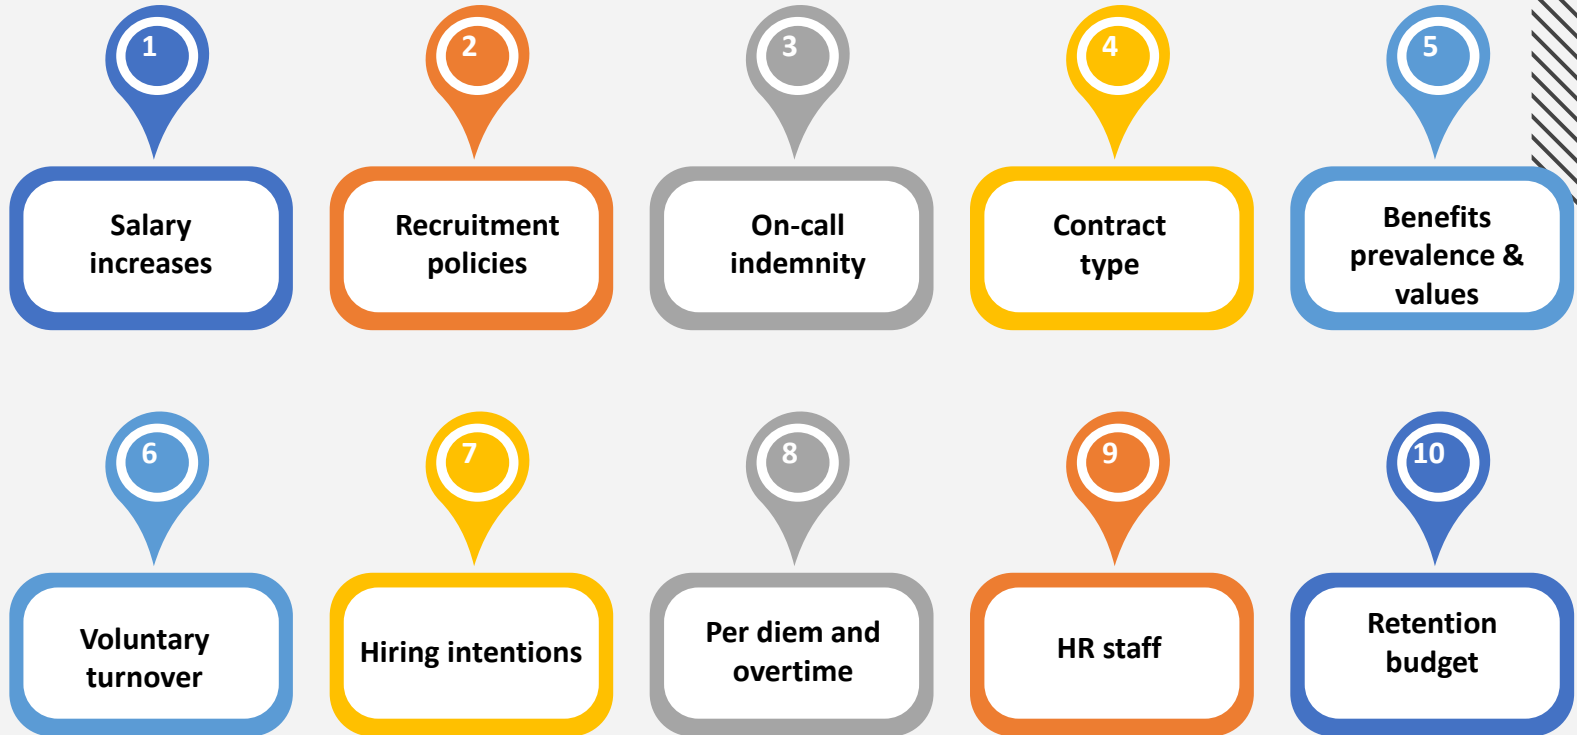 1
Salary
increases
2
Recruitment
policies
3
On-call
indemnity
4
Contract
type
5
Benefits
prevalence &
values
6
Voluntary
turnover
7
Hiring intentions
8
Per diem and
overtime
9
HR staff
10
Retention
budget